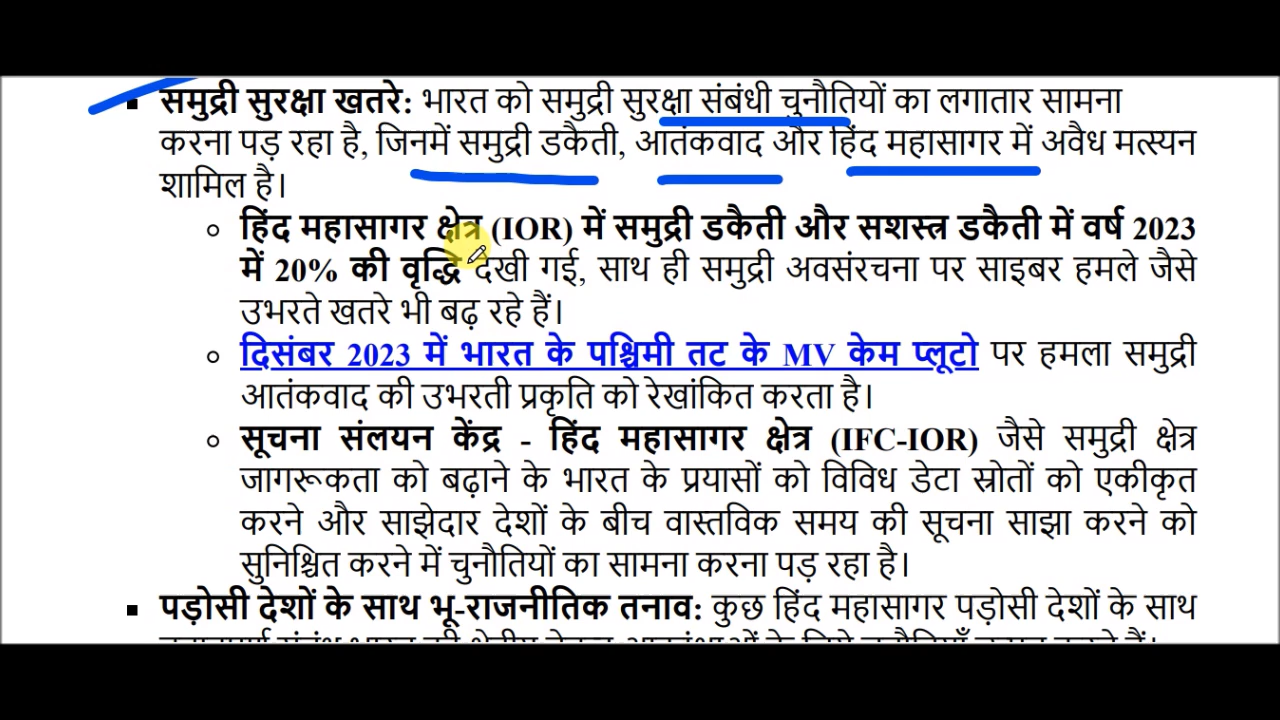 ▪ समुद्री सुरक्षा खतरे: भारत को समुद्री सुरक्षा संबंधी चुनौतियों का लगातार सामना
करना पड़ रहा है, जिनमें समुद्री डकैती, आतंकवाद और हिंद महासागर में अवैध मत्स्यन
शामिल है।
○ हिंद महासागर क्षेत्र (IOR) में समुद्री डकैती और सशस्त्र डकैती में वर्ष 2023
में 20% की वृद्धि देखी गई, साथ ही समुद्री अवसंरचना पर साइबर हमले जैसे
उभरते खतरे भी बढ़ रहे हैं।
○ दिसंबर 2023 में भारत के पश्चिमी तट के MV केम प्लूटो पर हमला समुद्री
आतंकवाद की उभरती प्रकृति को रेखांकित करता है।
○ सूचना संलयन केंद्र - हिंद महासागर क्षेत्र (IFC-IOR) जैसे समुद्री क्षेत्र
जागरूकता को बढ़ाने के भारत के प्रयासों को विविध डेटा स्रोतों को एकीकृत
करने और साझेदार देशों के बीच वास्तविक समय की सूचना साझा करने को
सुनिश्चित करने में चुनौतियों का सामना करना पड़ रहा है।
▪ पड़ोसी देशों के साथ भू-राजनीतिक तनाव: कुछ हिंद महासागर पड़ोसी देशों के साथ